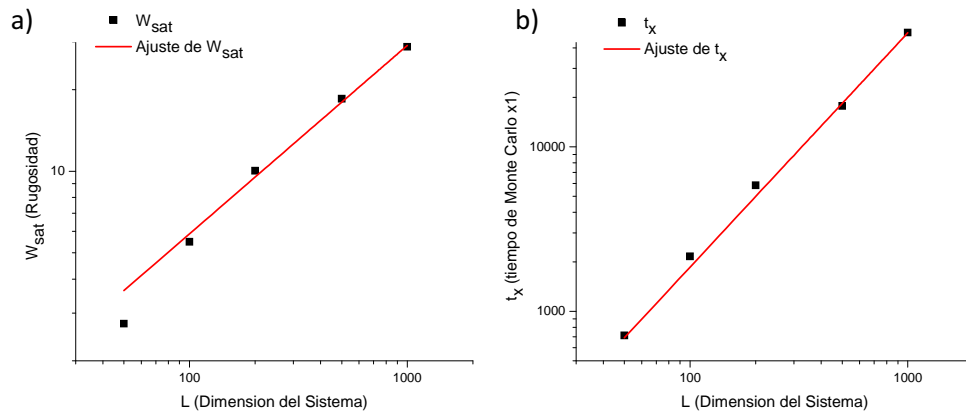 a)
W_sat
Ajuste de W_sat
10
W_sat (Rugosidad)
100
1000
L (Dimension del Sistema)
b)
t_x
Ajuste de t_x
10000
1000
t_x (tiempo de Monte Carlo x1)
100
1000
L (Dimension del Sistema)